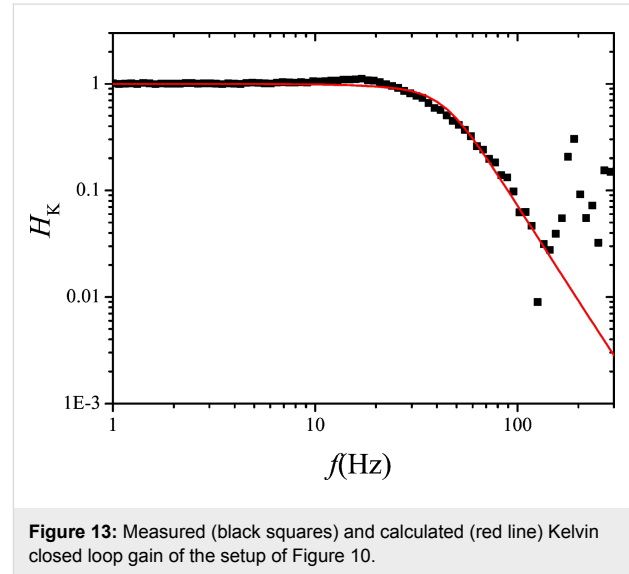 1
0.1
0.01
1E-3
H_K
1
10
100
f(Hz)
Figure 13: Measured (black squares) and calculated (red line) Kelvin
closed loop gain of the setup of Figure 10.